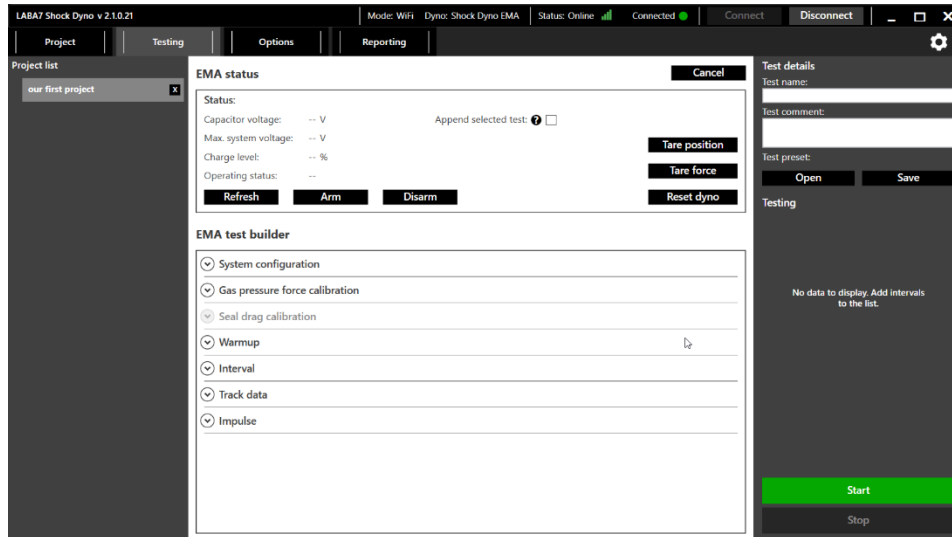 LABA7 Shock Dyno v 2.1.0.21
Mode: WiFi Dyno: Shock Dyno EMA Status: Online Connected Connect Disconnect
Project Testing Options Reporting
Project list
our first project X
EMA status Cancel
Status:
Capacitor voltage: -- V Append selected test: ?
Max. system voltage: -- V
Charge level: -- %
Operating status: --
Tare position
Tare force
Refresh Arm Disarm Reset dyno
EMA test builder
System configuration
Gas pressure force calibration
Seal drag calibration
Warmup
Interval
Track data
Impulse
Test details
Test name:
Test comment:
Test preset:
Open Save
Testing
No data to display. Add intervals
to the list.
Start
Stop